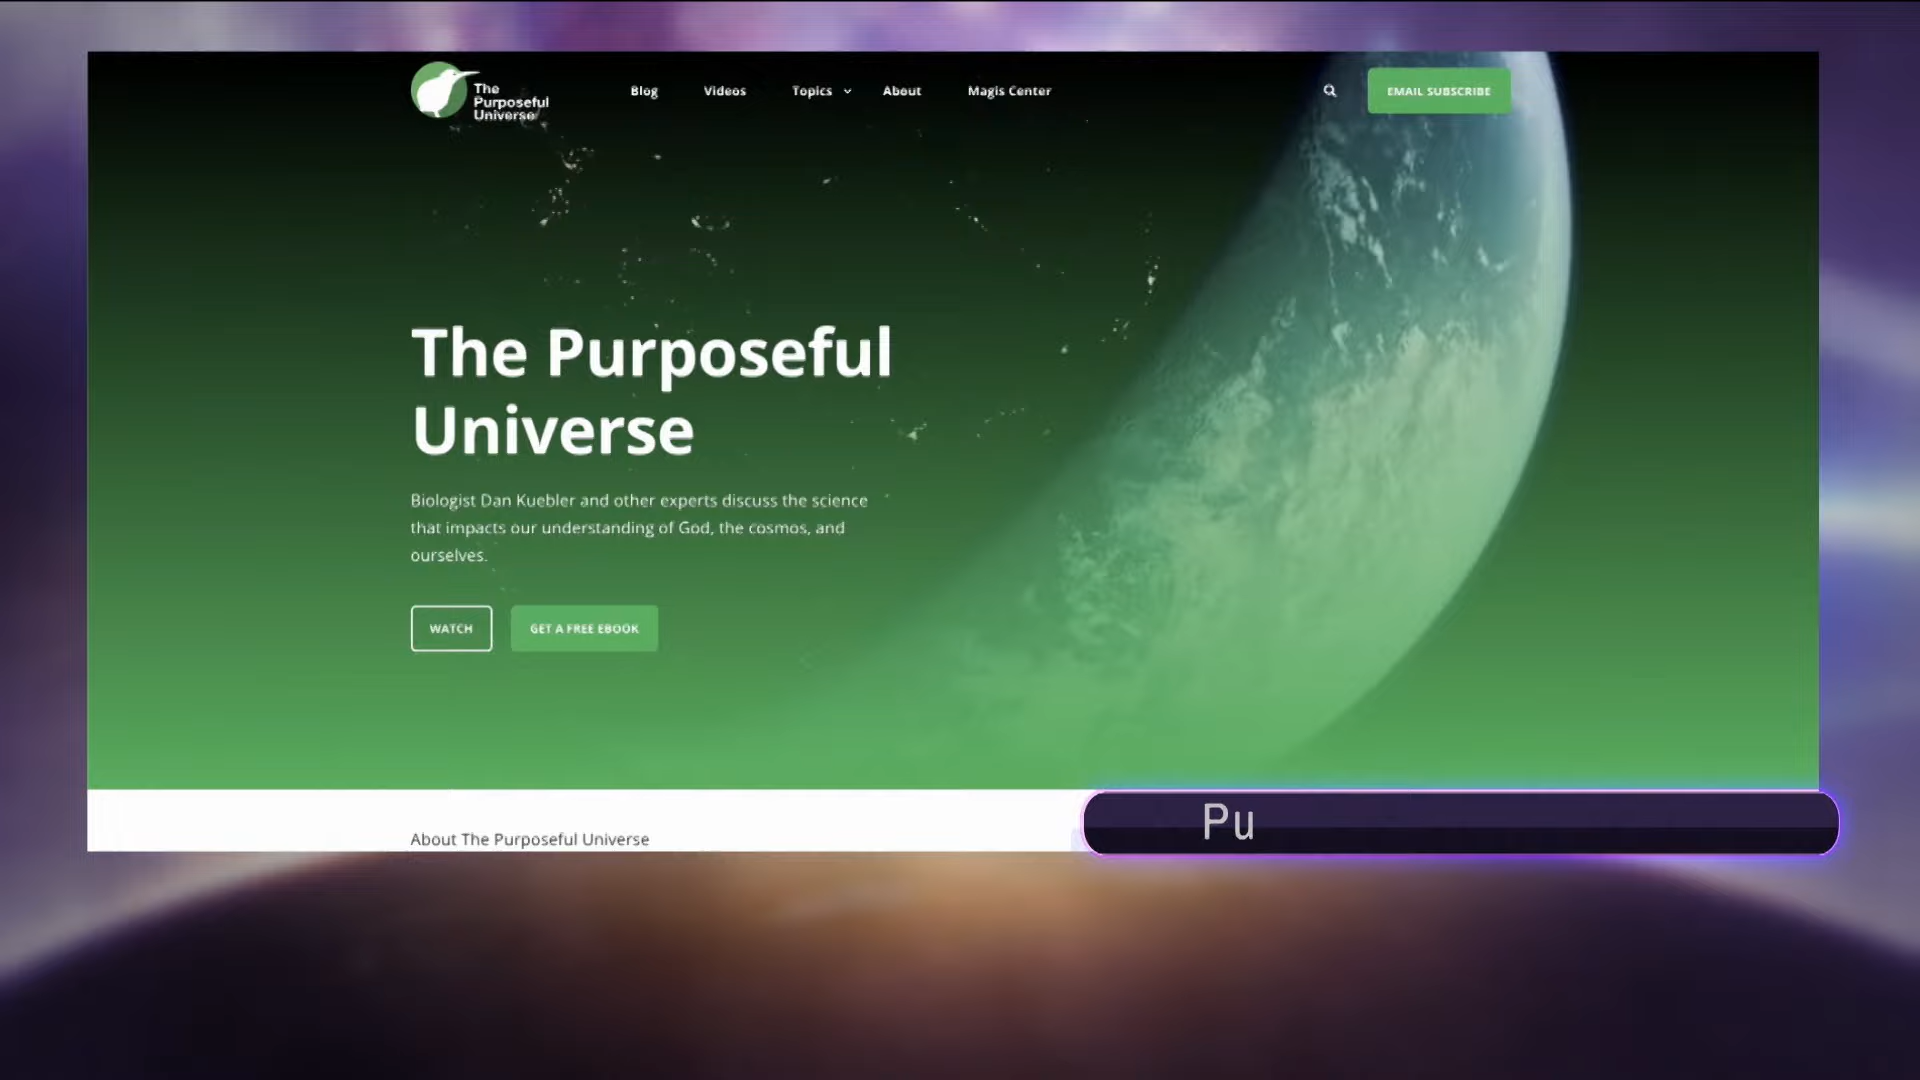 The
Purposeful
Universe
Blog
Videos
Topics
About
Magis Center
EMAIL SUBSCRIBE
The Purposeful
Universe
Biologist Dan Kuebler and other experts discuss the science
that impacts our understanding of God, the cosmos, and
ourselves.
WATCH
GET A FREE EBOOK
Pu
About The Purposeful Universe